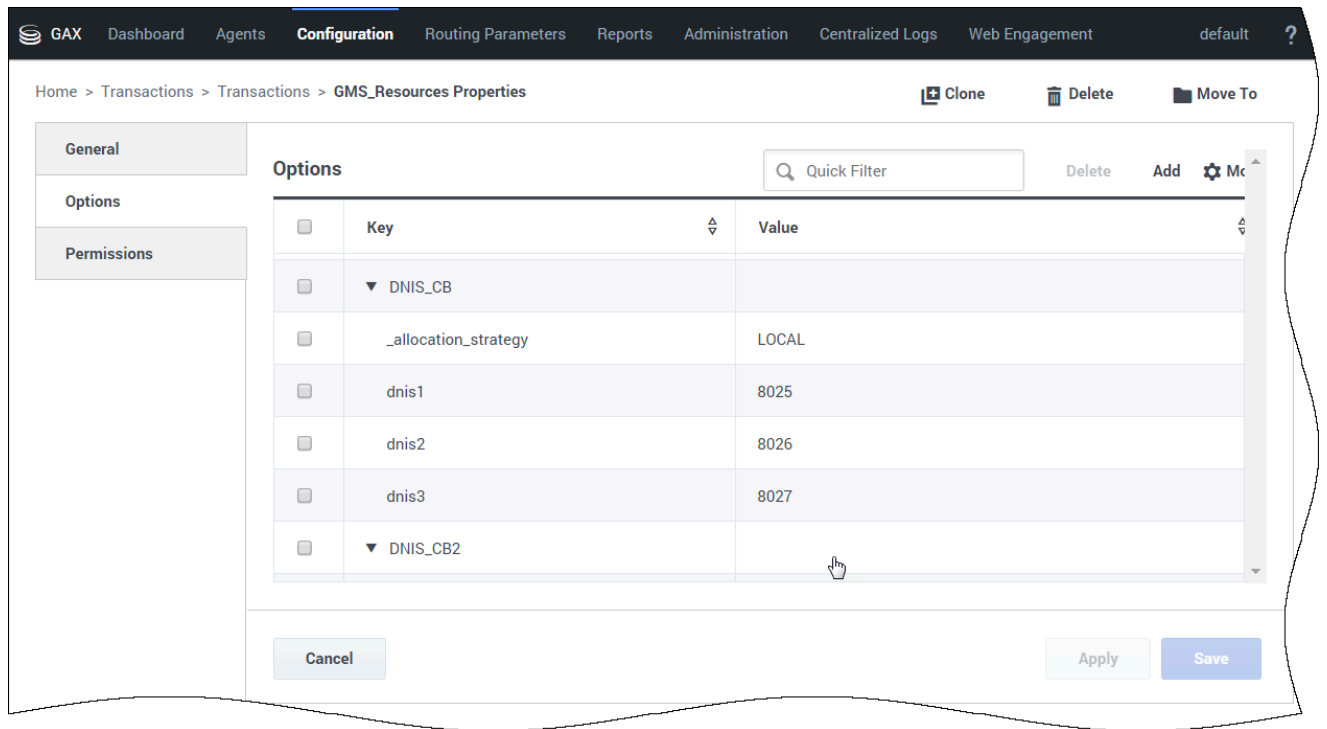 GAX Dashboard Agents Configuration Routing Parameters Reports Administration Centralized Logs Web Engagement default ?
Home > Transactions > Transactions > GMS_Resources Properties Clone Delete Move To
General
Options
Permissions
Options Quick Filter Delete Add Mo
Key Value
DNIS_CB
_allocation_strategy LOCAL
dnis1 8025
dnis2 8026
dnis3 8027
DNIS_CB2
Cancel Apply Save